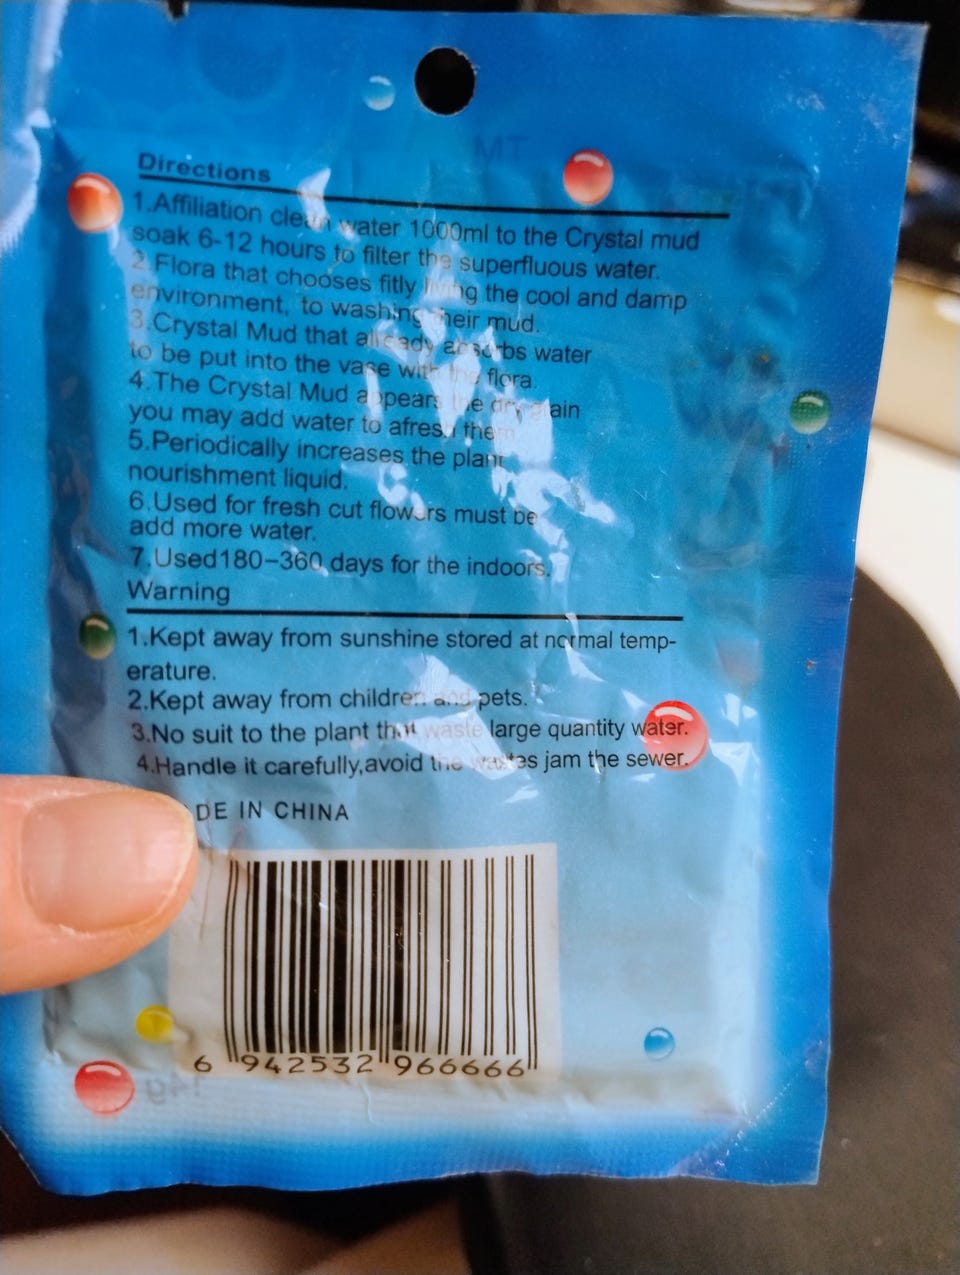 Directions
1.Affiliation clean water 1000ml to the Crystal mud
soak 6-12 hours to filter the superfluous water.
2.Flora that chooses fitly living the cool and damp
environment, to washing their mud.
3.Crystal Mud that already absorbs water
to be put into the vase with the flora.
4.The Crystal Mud appears the dry grain
you may add water to afresh them
5.Periodically increases the plant
nourishment liquid.
6.Used for fresh cut flowers must be
add more water.
7.Used180-360 days for the indoors.
Warning
1.Kept away from sunshine stored at normal temp-
erature.
2.Kept away from children and pets.
3.No suit to the plant that waste large quantity water.
4.Handle it carefully,avoid the wastes jam the sewer.
DE IN CHINA
6 942532 966666